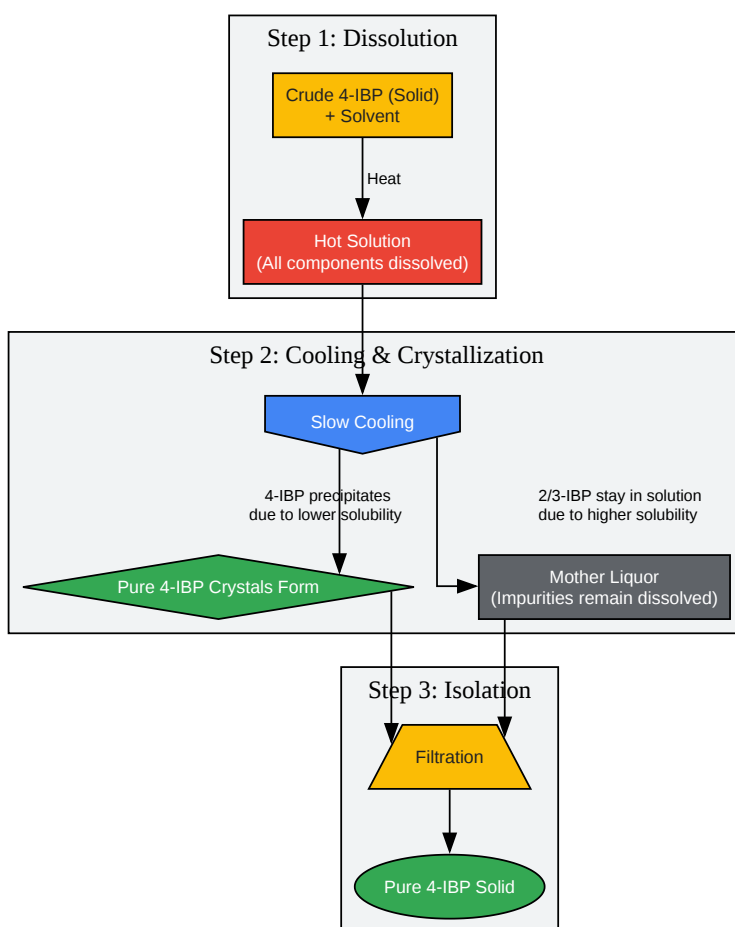 Step 1: Dissolution
Crude 4-IBP (Solid)
+ Solvent
Heat
Hot Solution
(All components dissolved)
Step 2: Cooling & Crystallization
Slow Cooling
4-IBP precipitates
due to lower solubility
2/3-IBP stay in solution
due to higher solubility
Pure 4-IBP Crystals Form
Mother Liquor
(Impurities remain dissolved)
Step 3: Isolation
Filtration
Pure 4-IBP Solid